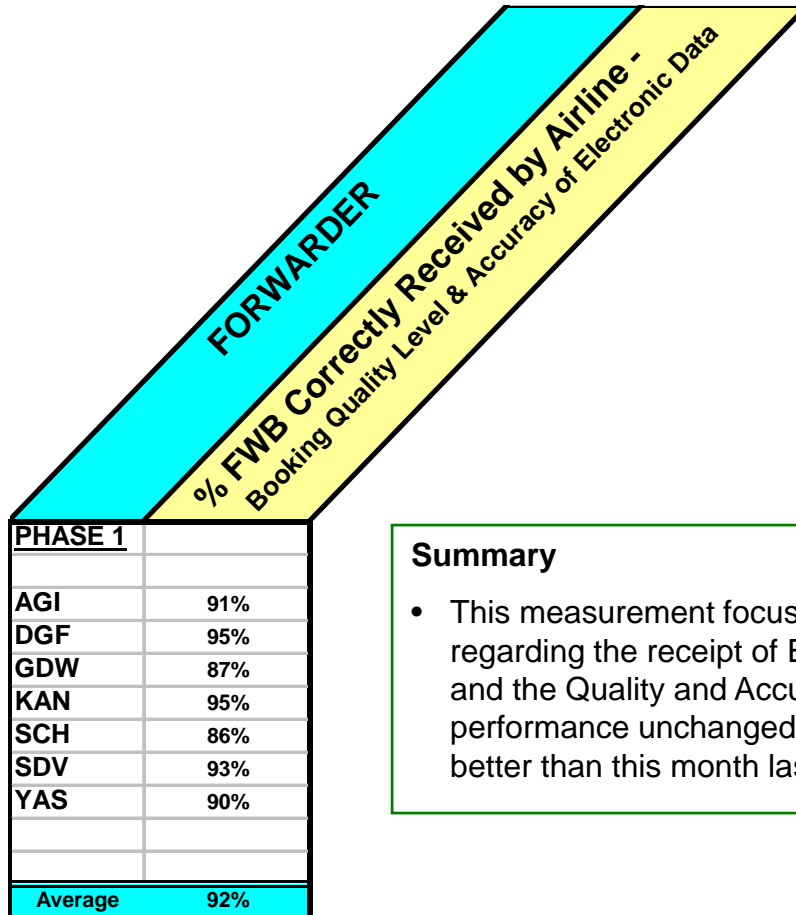 FORWARDER
% FWB Correctly Received by Airline -
Booking Quality Level & Accuracy of Electronic Data
PHASE 1
AGI 91%
DGF 95%
GDW 87%
KAN 95%
SCH 86%
SDV 93%
YAS 90%
Average 92%
Summary
• This measurement focus
regarding the receipt of
and the Quality and Accu
performance unchanged
better than this month las